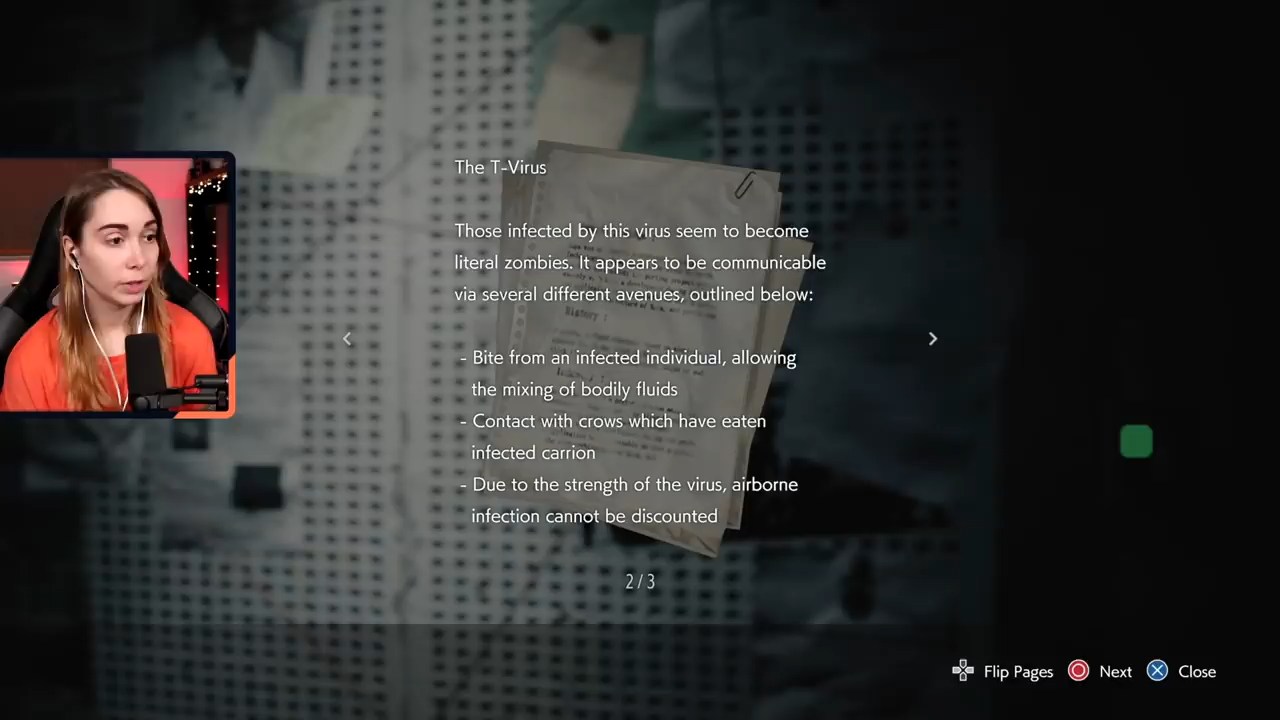 The T-Virus
Those infected by this virus seem to become
literal zombies. It appears to be communicable
via several different avenues, outlined below:
- Bite from an infected individual, allowing
the mixing of bodily fluids
- Contact with crows which have eaten
infected carrion
- Due to the strength of the virus, airborne
infection cannot be discounted
2/3
Flip Pages Next Close